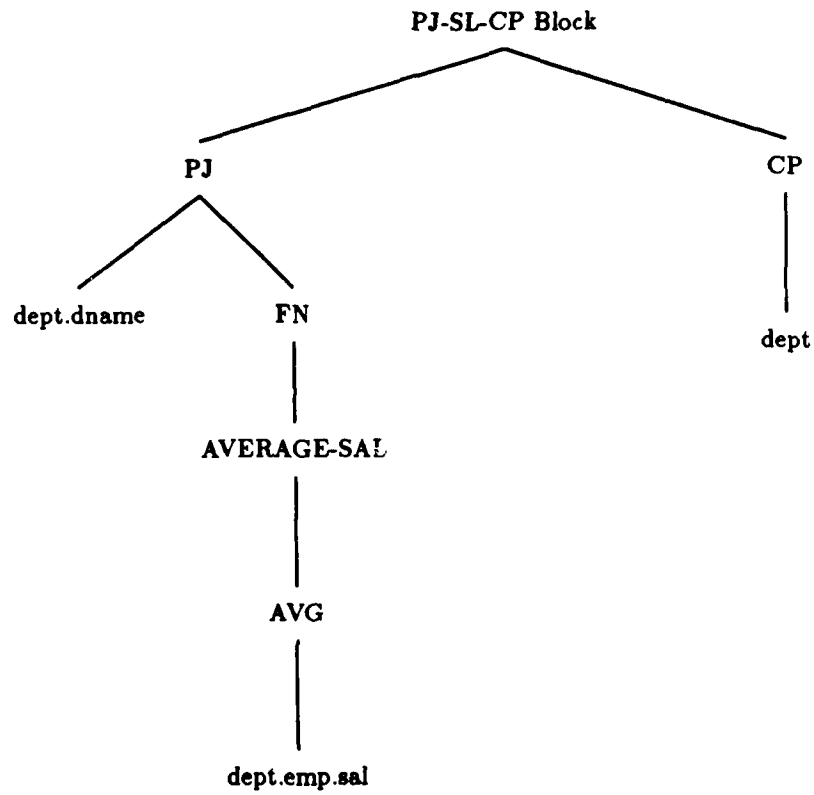 PJ-SL-CP Block
PJ
CP
dept.dname
FN
dept
AVERAGE-SAL
AVG
dept.emp.sal